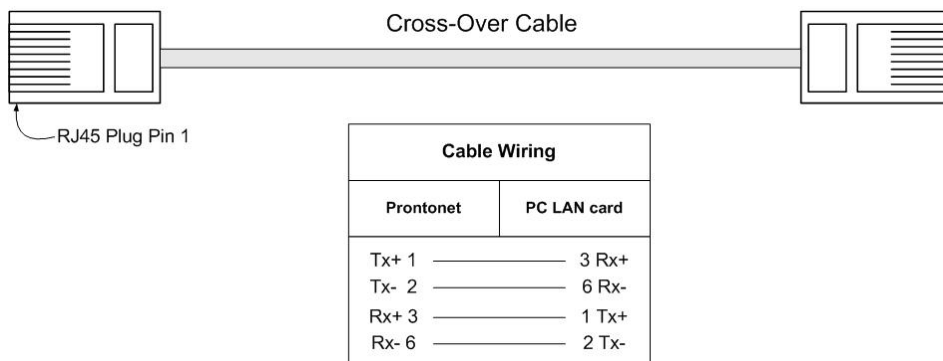 Cross-Over Cable
RJ45 Plug Pin 1
Cable Wiring
Prontonet PC LAN card
Tx+ 1 3 Rx+
Tx- 2 6 Rx-
Rx+ 3 1 Tx+
Rx- 6 2 Tx-